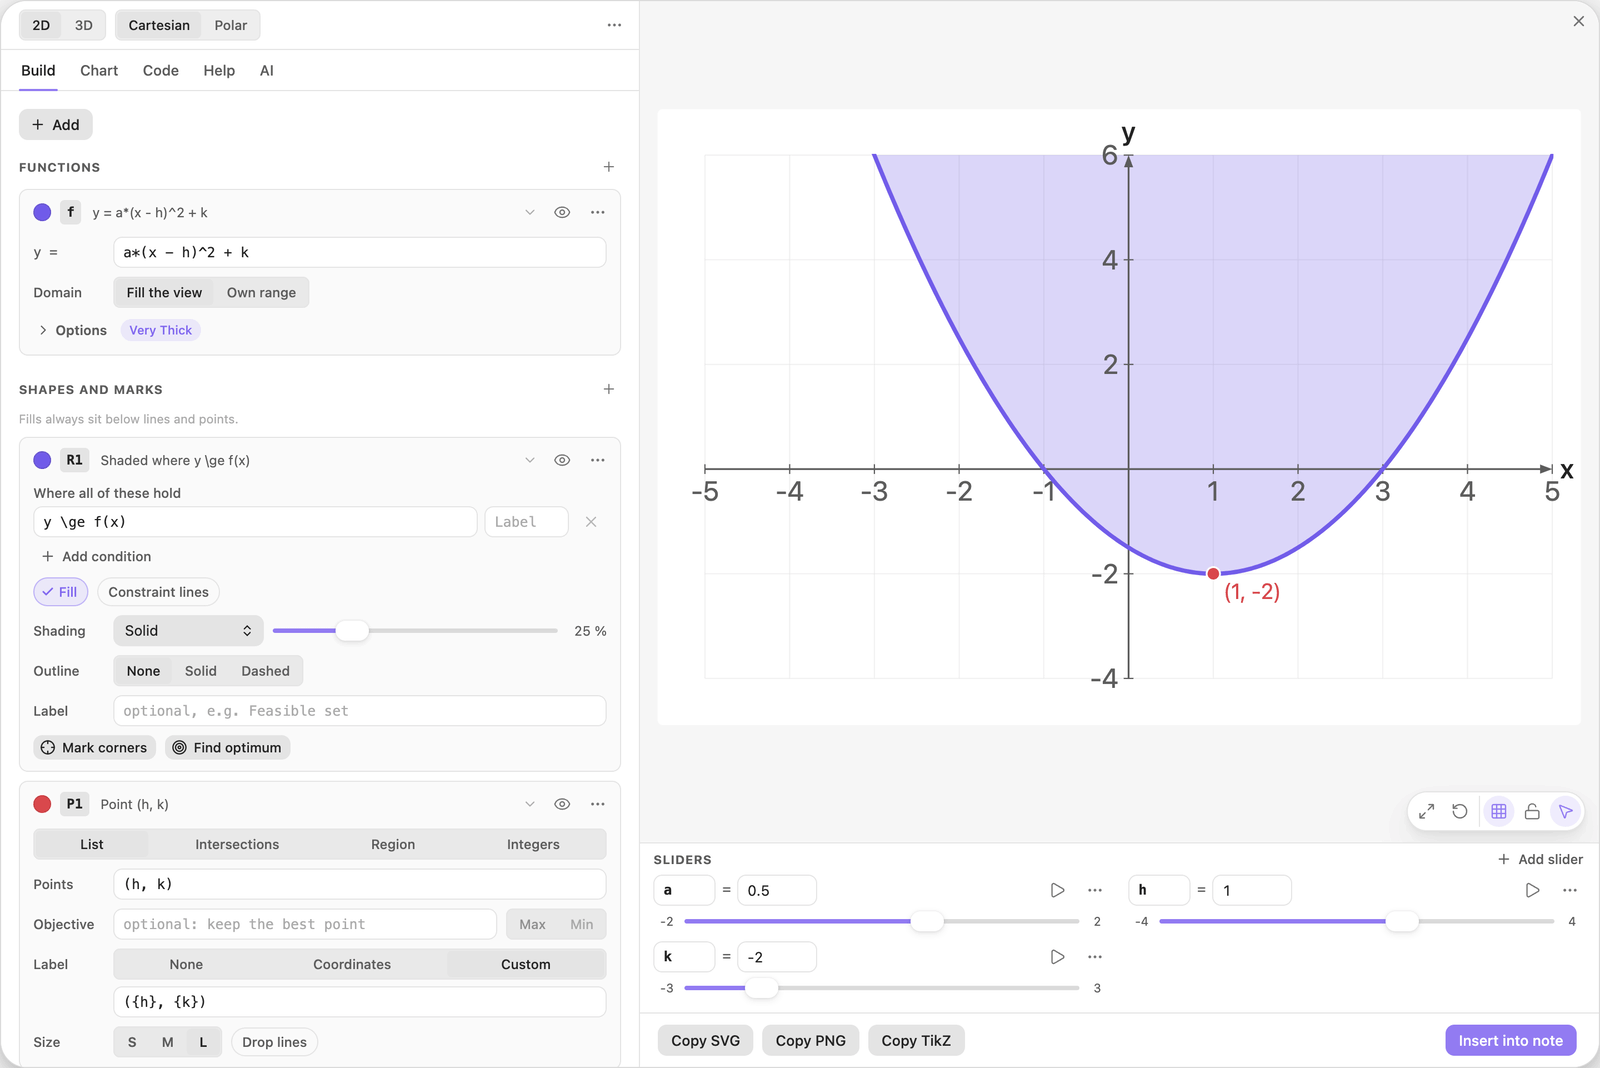 2D 3D Cartesian Polar
Build Chart Code Help AI
+ Add
FUNCTIONS
f y = a*(x - h)^2 + k
y = a*(x − h)^2 + k
Domain Fill the view Own range
Options Very Thick
SHAPES AND MARKS
Fills always sit below lines and points.
R1 Shaded where y \ge f(x)
Where all of these hold
y \ge f(x) Label
+ Add condition
Fill Constraint lines
Shading Solid 25 %
Outline None Solid Dashed
Label optional, e.g. Feasible set
Mark corners Find optimum
P1 Point (h, k)
List Intersections Region Integers
Points (h, k)
Objective optional: keep the best point Max Min
Label None Coordinates Custom
({h}, {k})
Size S M L Drop lines
y
6
4
2
x
-5 -4 -3 -2 -1 1 2 3 4 5
-2
(1, -2)
-4
SLIDERS + Add slider
a = 0.5 h = 1
-2 2 -4 4
k = -2
-3 3
Copy SVG Copy PNG Copy TikZ Insert into note